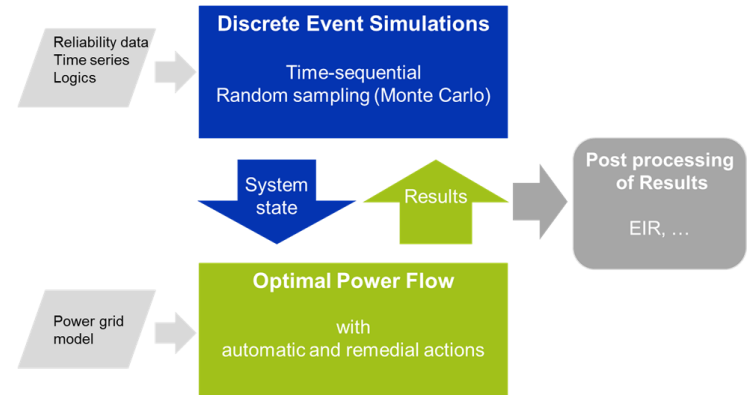 Discrete Event Simulations
Time-sequential
Random sampling (Monte Carlo)
Reliability data
Time series
Logics
System
state
Results
Post processing
of Results
EIR, …
Optimal Power Flow
with
automatic and remedial actions
Power grid
model